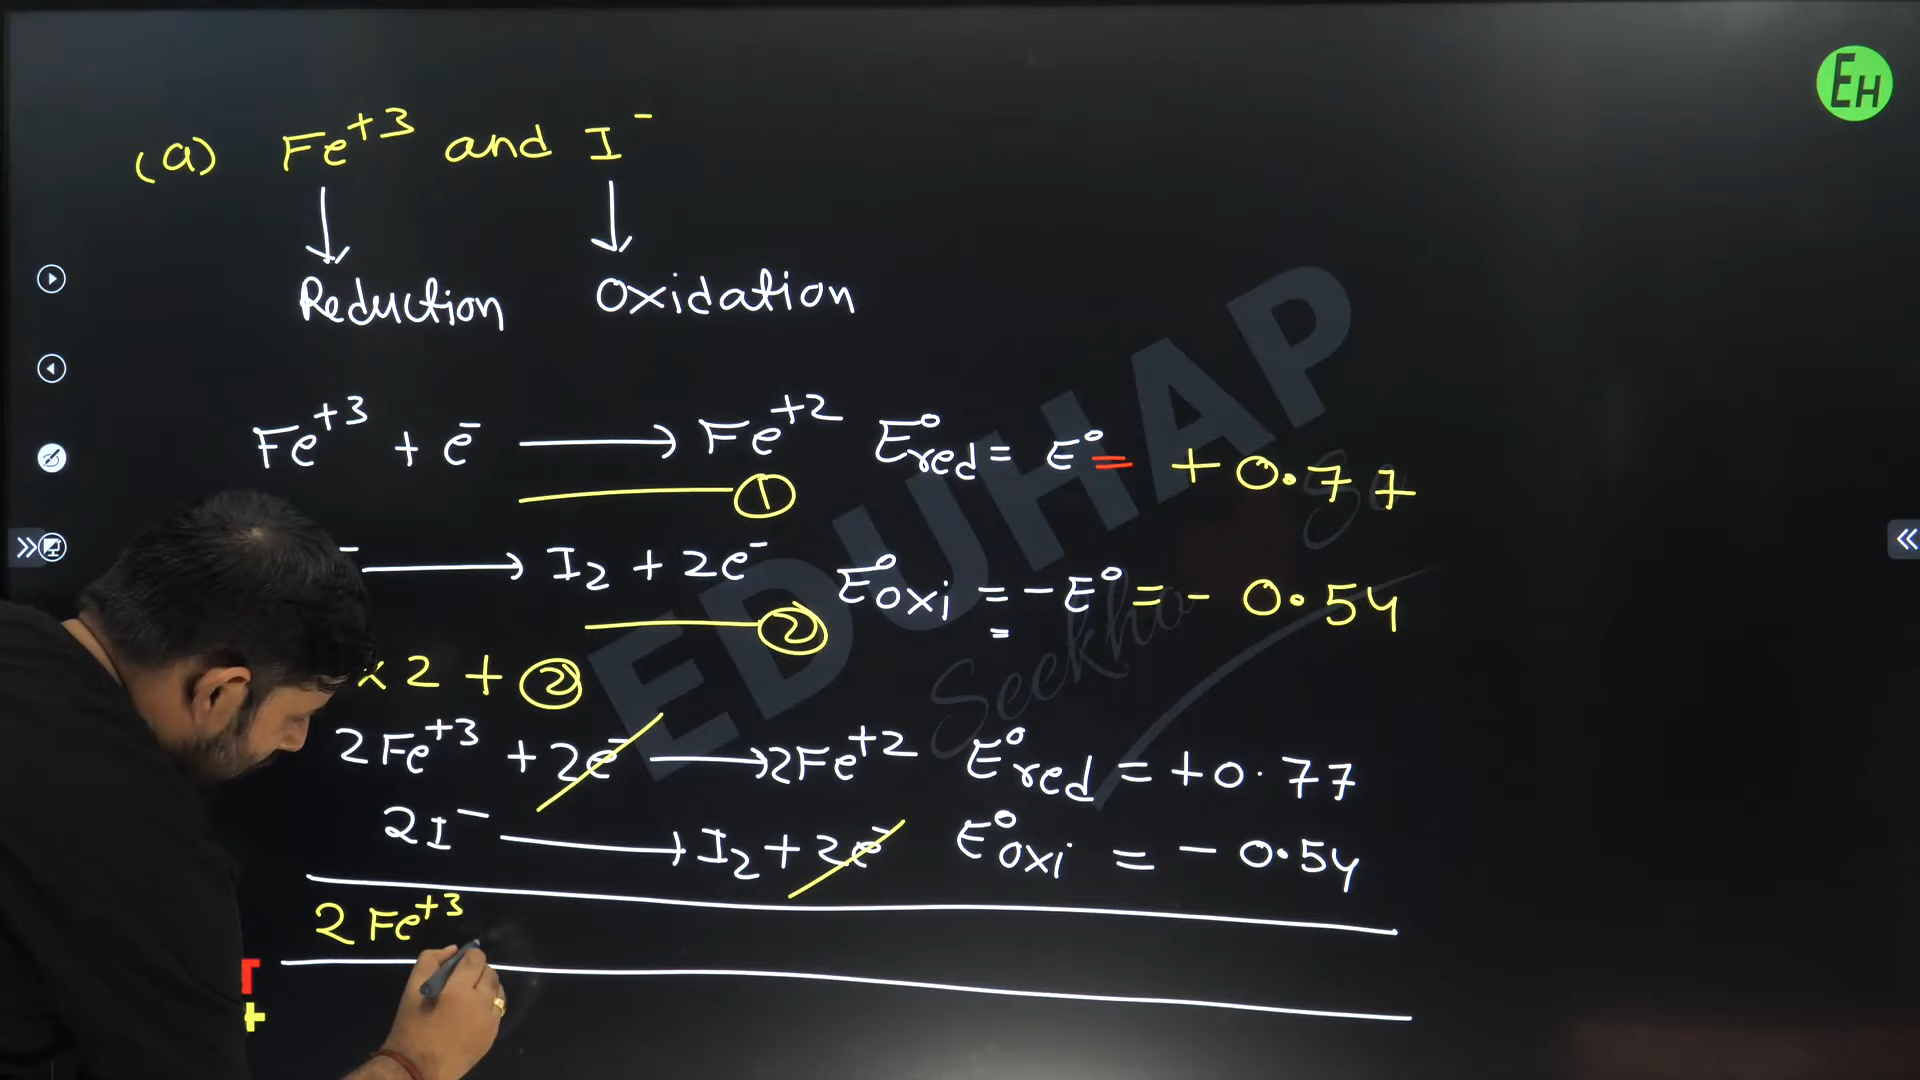 EH
(a) Fe⁺³ and I⁻
Reduction Oxidation
Fe⁺³ + e⁻ ⟶ Fe⁺² E°red = E° = + 0.77
①
⁻ ⟶ I₂ + 2e⁻ E°oxi = -E° = - 0.54
=
②
x 2 + ②
2Fe⁺³ + 2e⁻ ⟶ 2Fe⁺² E°red = +0.77
2I⁻ ⟶ I₂ + 2e⁻ E°oxi = - 0.54
2Fe⁺³
EDUHAP
Seekho Se